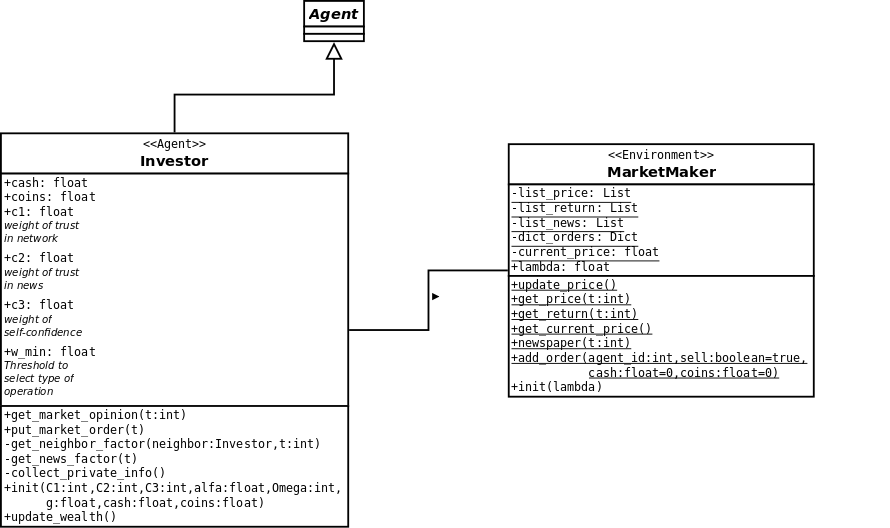 Agent
<<Agent>>
Investor
+cash: float
+coins: float
+c1: float
weight of trust
in network
+c2: float
weight of trust
in news
+c3: float
weight of
self-confidence
+w_min: float
Threshold to
select type of
operation
+get_market_opinion(t:int)
+put_market_order(t)
-get_neighbor_factor(neighbor:Investor,t:int)
-get_news_factor(t)
-collect_private_info()
+init(C1:int,C2:int,C3:int,alfa:float,Omega:int,
g:float,cash:float,coins:float)
+update_wealth()
<<Environment>>
MarketMaker
-list_price: List
-list_return: List
-list_news: List
-dict_orders: Dict
-current_price: float
+lambda: float
+update_price()
+get_price(t:int)
+get_return(t:int)
+get_current_price()
+newspaper(t:int)
+add_order(agent_id:int,sell:boolean=true,
cash:float=0,coins:float=0)
+init(lambda)